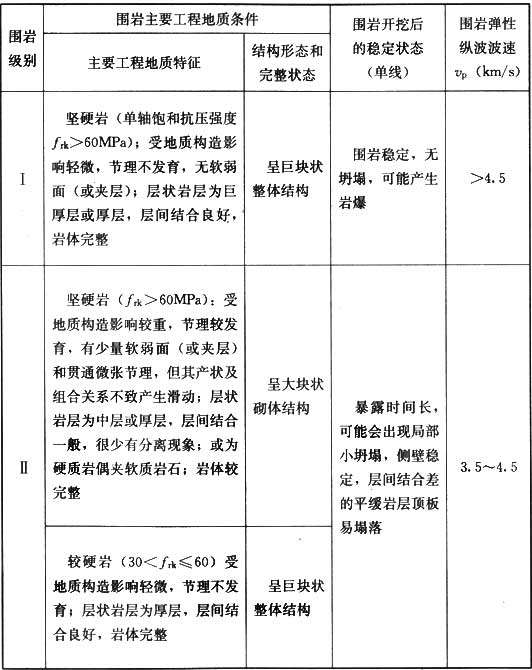 围岩
级别
围岩主要工程地质条件
主要工程地质特征
结构形态和
完整状态
围岩开挖后
的稳定状态
(单线)
围岩弹性
纵波波速
vp (km/s)
Ⅰ
坚硬岩 (单轴饱和抗压强度
frk>60MPa); 受地质构造影
响轻微, 节理不发育, 无软弱
面 (或夹层); 层状岩层为巨
厚层或厚层, 层间结合良好,
岩体完整
呈巨块状
整体结构
围岩稳定, 无
坍塌, 可能产生
岩爆
>4.5
Ⅱ
坚硬岩 (frk>60MPa): 受
地质构造影响较重, 节理较发
育, 有少量软弱面 (或夹层)
和贯通微张节理, 但其产状及
组合关系不致产生滑动; 层状
岩层为中层或厚层, 层间结合
一般, 很少有分离现象; 或为
硬质岩偶夹软质岩石; 岩体较
完整
呈大块状
砌体结构
较硬岩 (30<frk≤60) 受
地质构造影响轻微, 节理不发
育; 层状岩层为厚层, 层间结
合良好, 岩体完整
呈巨块状
整体结构
暴露时间长,
可能会出现局部
小坍塌, 侧壁稳
定, 层间结合差
的平缓岩层顶板
易塌落
3.5~4.5